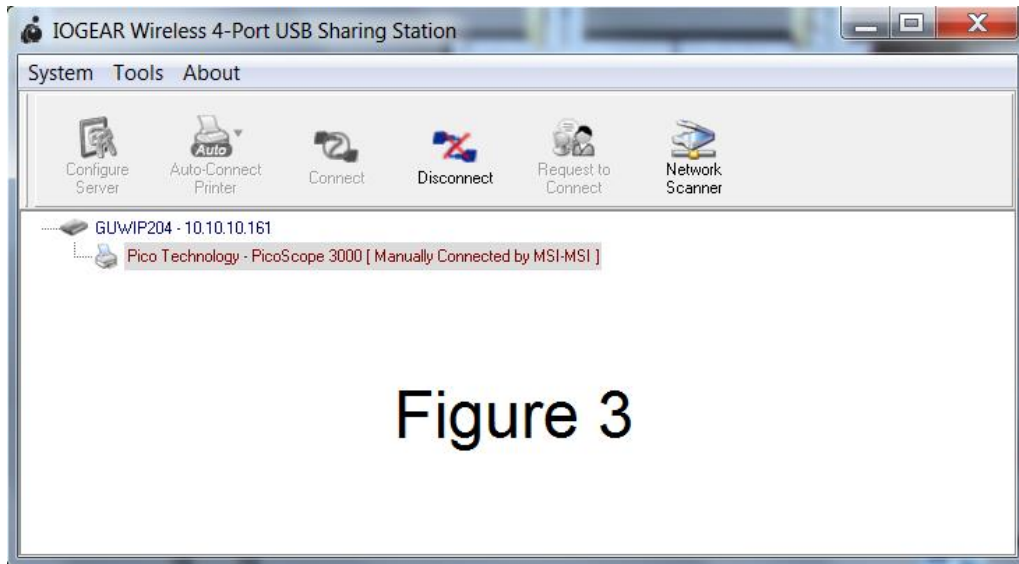 IOGEAR Wireless 4-Port USB Sharing Station
System Tools About
Configure Server
Auto
Auto-Connect Printer
Connect
Disconnect
Request to Connect
Network Scanner
GUWIP204 - 10.10.10.161
Pico Technology - PicoScope 3000 [ Manually Connected by MSI-MSI ]
Figure 3